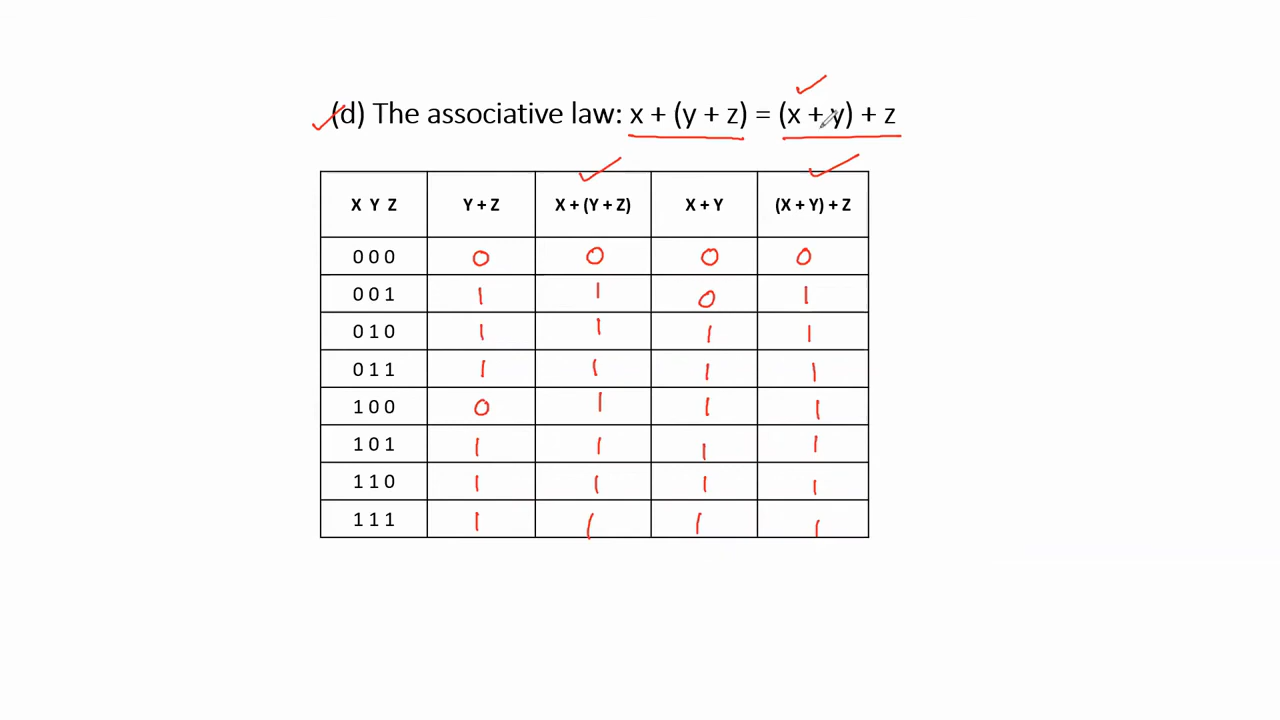 (d) The associative law: x + (y + z) = (x + y) + z
X Y Z Y + Z X + (Y + Z) X + Y (X + Y) + Z
0 0 0 0 0 0 0
0 0 1 1 1 0 1
0 1 0 1 1 1 1
0 1 1 1 1 1 1
1 0 0 0 1 1 1
1 0 1 1 1 1 1
1 1 0 1 1 1 1
1 1 1 1 1 1 1